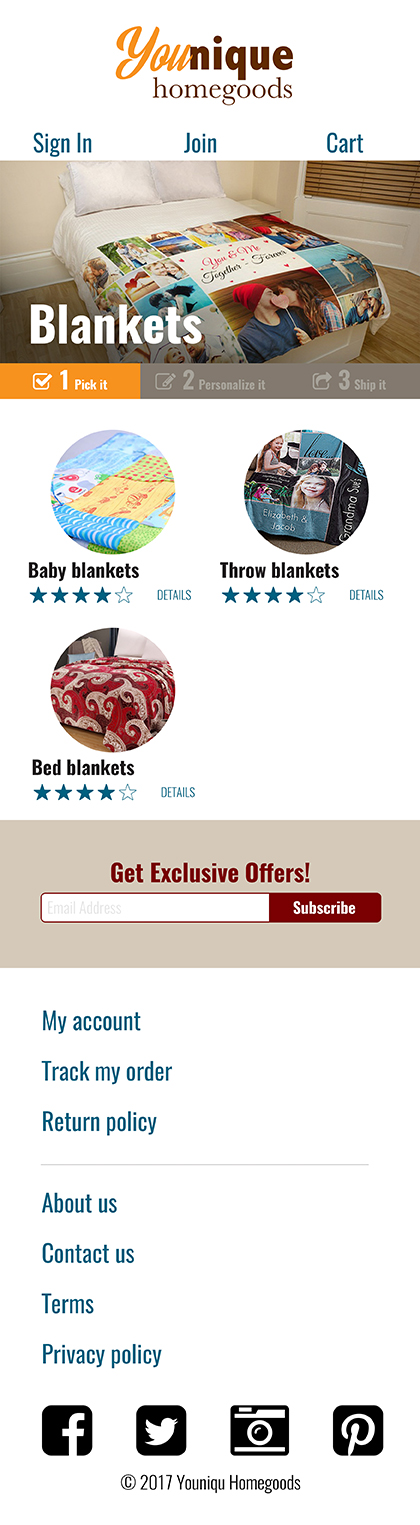 Younique
homegoods
Sign In Join Cart
You & Me
Together - Forever
Blankets
1 Pick it 2 Personalize it 3 Ship it
love...
Elizabeth &
Jacob
Grandma Sue's
Baby blankets Throw blankets
DETAILS DETAILS
Bed blankets
DETAILS
Get Exclusive Offers!
Email Address Subscribe
My account
Track my order
Return policy
About us
Contact us
Terms
Privacy policy
© 2017 Youniqu Homegoods